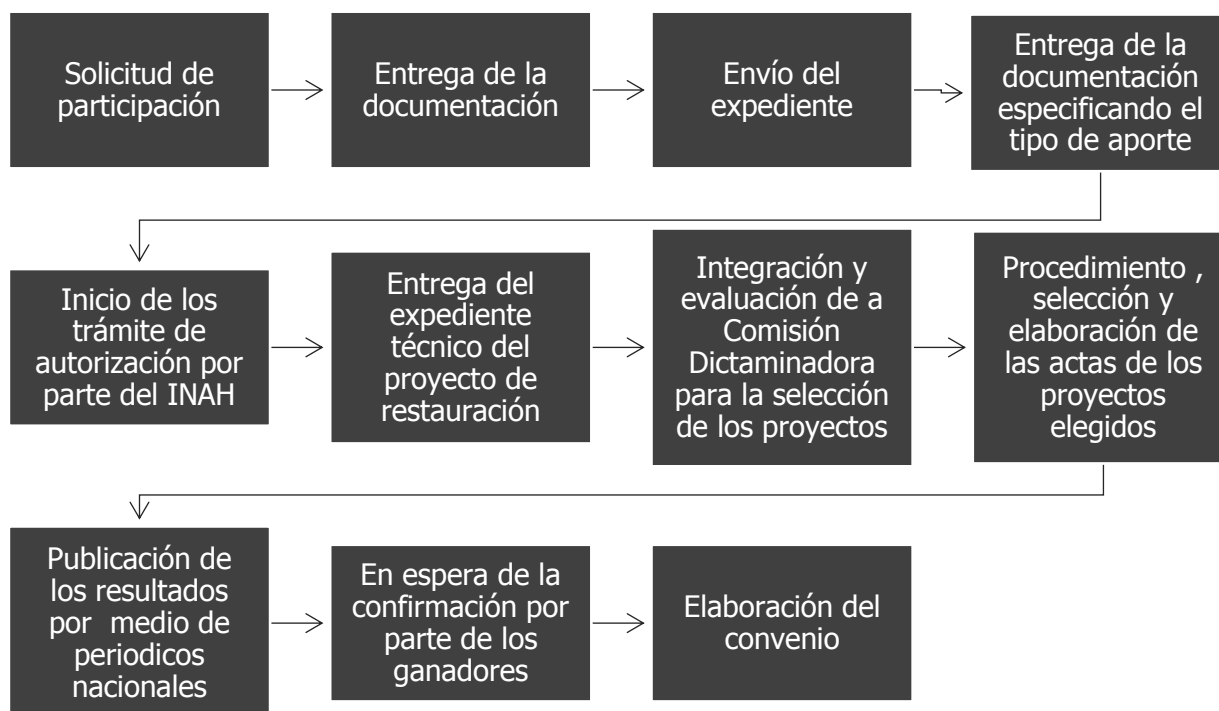 Solicitud de
participación
Entrega de la
documentación
Envío del
expediente
Entrega de la
documentación
especificando el
tipo de aporte
Inicio de los
trámite de
autorización por
parte del INAH
Entrega del
expediente
técnico del
proyecto de
restauración
Integración y
evaluación de a
Comisión
Dictaminadora
para la selección
de los proyectos
Procedimiento ,
selección y
elaboración de
las actas de los
proyectos
elegidos
Publicación de
los resultados
por medio de
periodicos
nacionales
En espera de la
confirmación por
parte de los
ganadores
Elaboración del
convenio